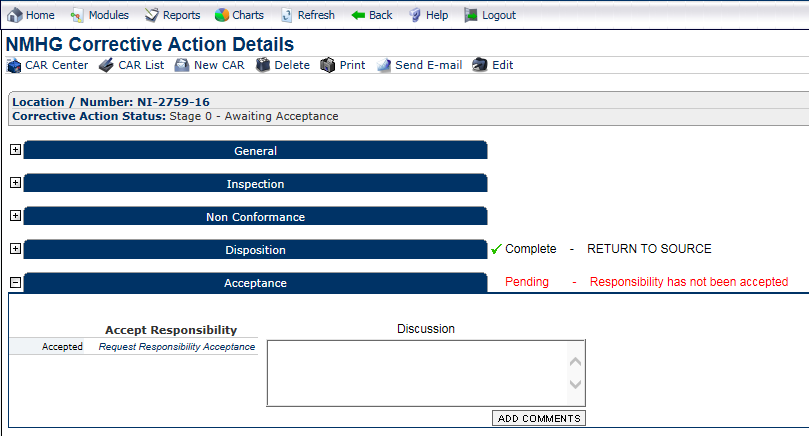 Home Modules Reports Charts Refresh Back Help Logout
NMHG Corrective Action Details
CAR Center CAR List New CAR Delete Print Send E-mail Edit
Location / Number: NI-2759-16
Corrective Action Status: Stage 0 - Awaiting Acceptance
General
Inspection
Non Conformance
Disposition Complete - RETURN TO SOURCE
Acceptance Pending - Responsibility has not been accepted
Accept Responsibility Discussion
Accepted Request Responsibility Acceptance
ADD COMMENTS